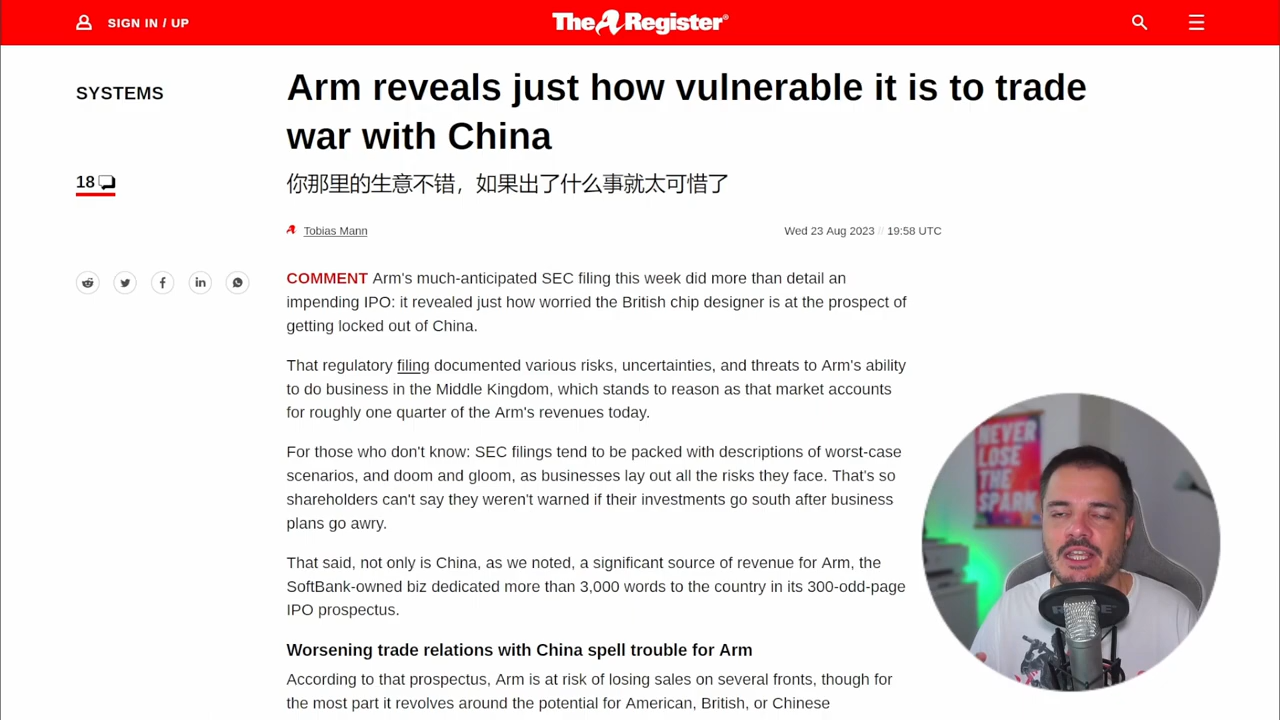 SIGN IN / UP
The Register®
SYSTEMS
Arm reveals just how vulnerable it is to trade
war with China
18
你那里的生意不错，如果出了什么事就太可惜了
Tobias Mann
Wed 23 Aug 2023 // 19:58 UTC
COMMENT Arm's much-anticipated SEC filing this week did more than detail an
impending IPO: it revealed just how worried the British chip designer is at the prospect of
getting locked out of China.
That regulatory filing documented various risks, uncertainties, and threats to Arm's ability
to do business in the Middle Kingdom, which stands to reason as that market accounts
for roughly one quarter of the Arm's revenues today.
For those who don't know: SEC filings tend to be packed with descriptions of worst-case
scenarios, and doom and gloom, as businesses lay out all the risks they face. That's so
shareholders can't say they weren't warned if their investments go south after business
plans go awry.
That said, not only is China, as we noted, a significant source of revenue for Arm, the
SoftBank-owned biz dedicated more than 3,000 words to the country in its 300-odd-page
IPO prospectus.
Worsening trade relations with China spell trouble for Arm
According to that prospectus, Arm is at risk of losing sales on several fronts, though for
the most part it revolves around the potential for American, British, or Chinese
NEVER
LOSE
THE
SPARK
RODE